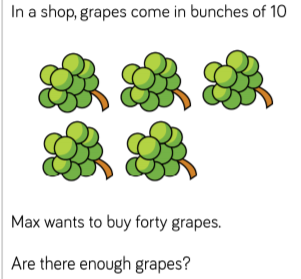 In a shop, grapes come in bunches of 10
Max wants to buy forty grapes.
Are there enough grapes?